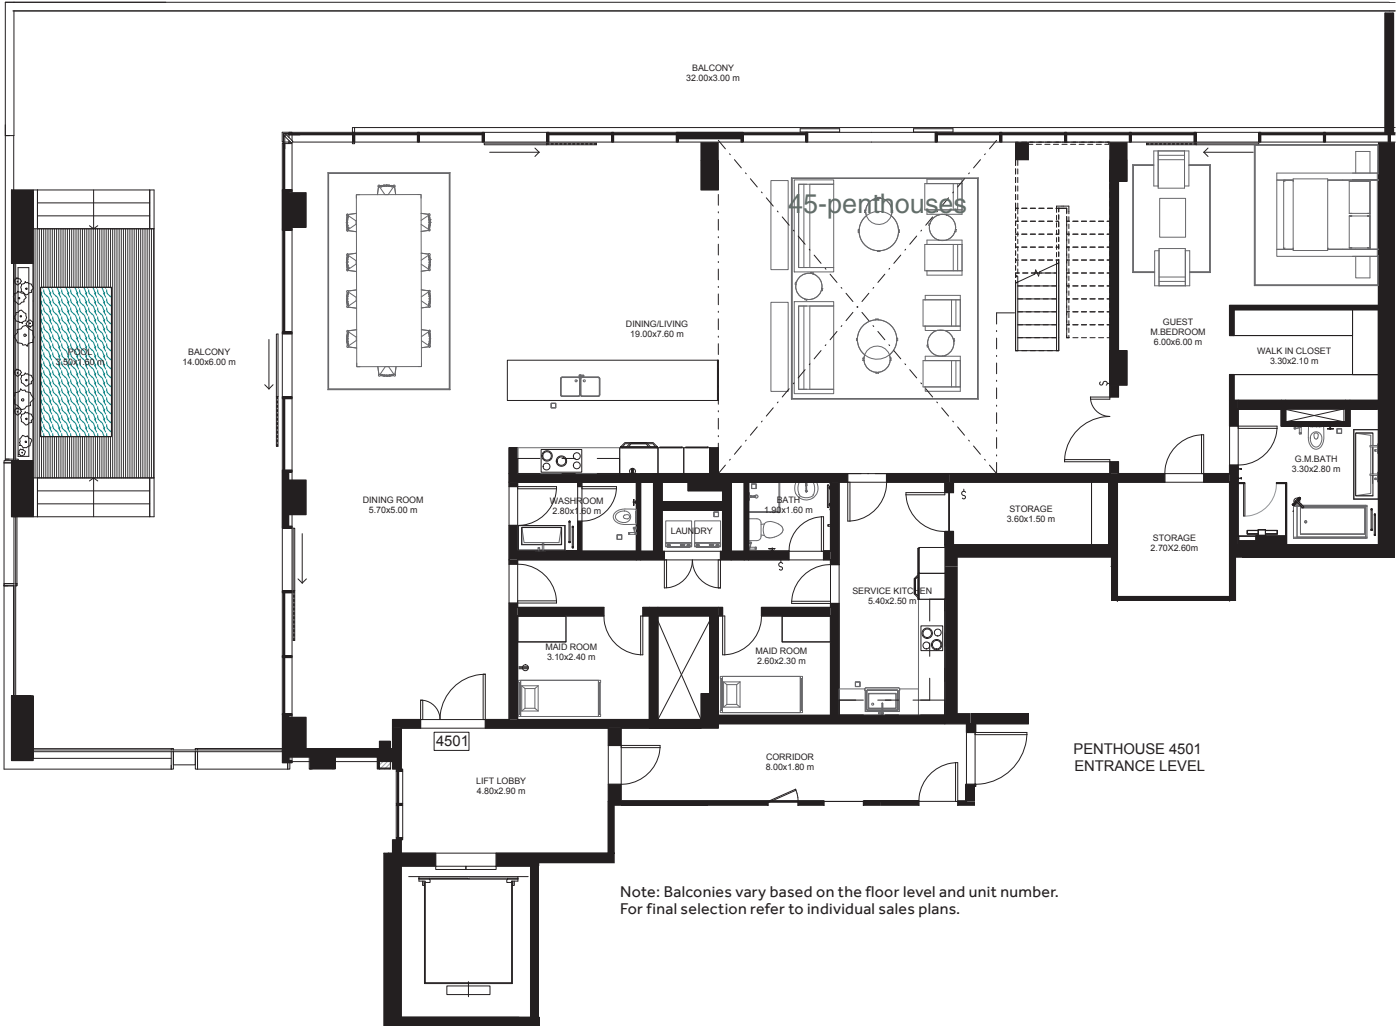 BALCONY
32.00x3.00 m
45-penthouses
DINING/LIVING
19.00x7.60 m
GUEST
M.BEDROOM
6.00x6.00 m
WALK IN CLOSET
3.30x2.10 m
POOL
3.50x1.60 m
BALCONY
14.00x6.00 m
G.M.BATH
3.30x2.80 m
DINING ROOM
5.70x5.00 m
WASHROOM
2.80x1.60 m
LAUNDRY
BATH
1.90x1.60 m
STORAGE
3.60x1.50 m
STORAGE
2.70X2.60m
SERVICE KITCHEN
5.40x2.50 m
MAID ROOM
3.10x2.40 m
MAID ROOM
2.60x2.30 m
4501
LIFT LOBBY
4.80x2.90 m
CORRIDOR
8.00x1.80 m
PENTHOUSE 4501
ENTRANCE LEVEL
Note: Balconies vary based on the floor level and unit number.
For final selection refer to individual sales plans.